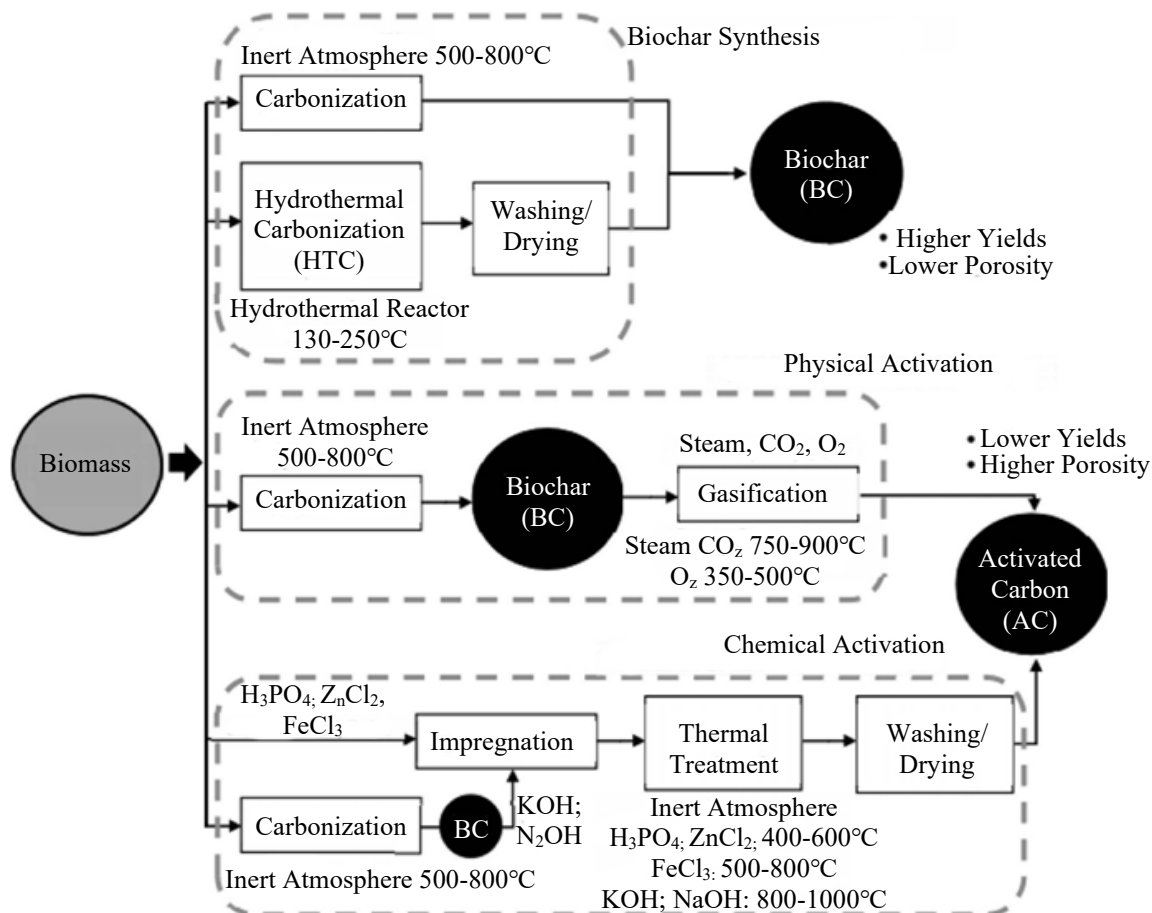 Biochar Synthesis
Inert Atmosphere 500-800℃
Carbonization
Hydrothermal
Carbonization
(HTC)
Washing/
Drying
Hydrothermal Reactor
130-250℃
Biochar
(BC)
• Higher Yields
• Lower Porosity
Biomass
Physical Activation
Inert Atmosphere
500-800℃
Carbonization
Biochar
(BC)
Steam, CO₂, O₂
Gasification
Steam CO_z 750-900℃
O_z 350-500℃
• Lower Yields
• Higher Porosity
Activated
Carbon
(AC)
Chemical Activation
H₃PO₄; ZₙCl₂,
FeCl₃
Impregnation
Thermal
Treatment
Washing/
Drying
Carbonization
BC
KOH;
N₂OH
Inert Atmosphere 500-800℃
Inert Atmosphere
H₃PO₄; ZnCl₂; 400-600℃
FeCl₃: 500-800℃
KOH; NaOH: 800-1000℃